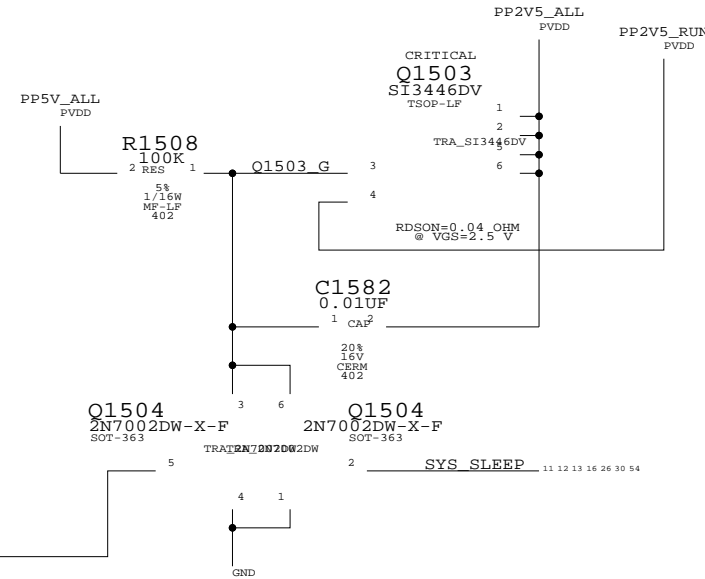 PP2V5_ALL
PVDD
PP2V5_RUN
PVDD
CRITICAL
Q1503
SI3446DV
TSOP-LF
1
2
TRA_SI3446DV
5
6
PP5V_ALL
PVDD
R1508
100K
2 RES 1
5%
1/16W
MF-LF
402
Q1503_G
3
4
RDSON=0.04 OHM
@ VGS=2.5 V
C1582
0.01UF
1 CAP 2
20%
16V
CERM
402
Q1504
2N7002DW-X-F
SOT-363
3 6
Q1504
2N7002DW-X-F
SOT-363
5
2
SYS_SLEEP
11 12 13 16 26 30 54
4 1
GND